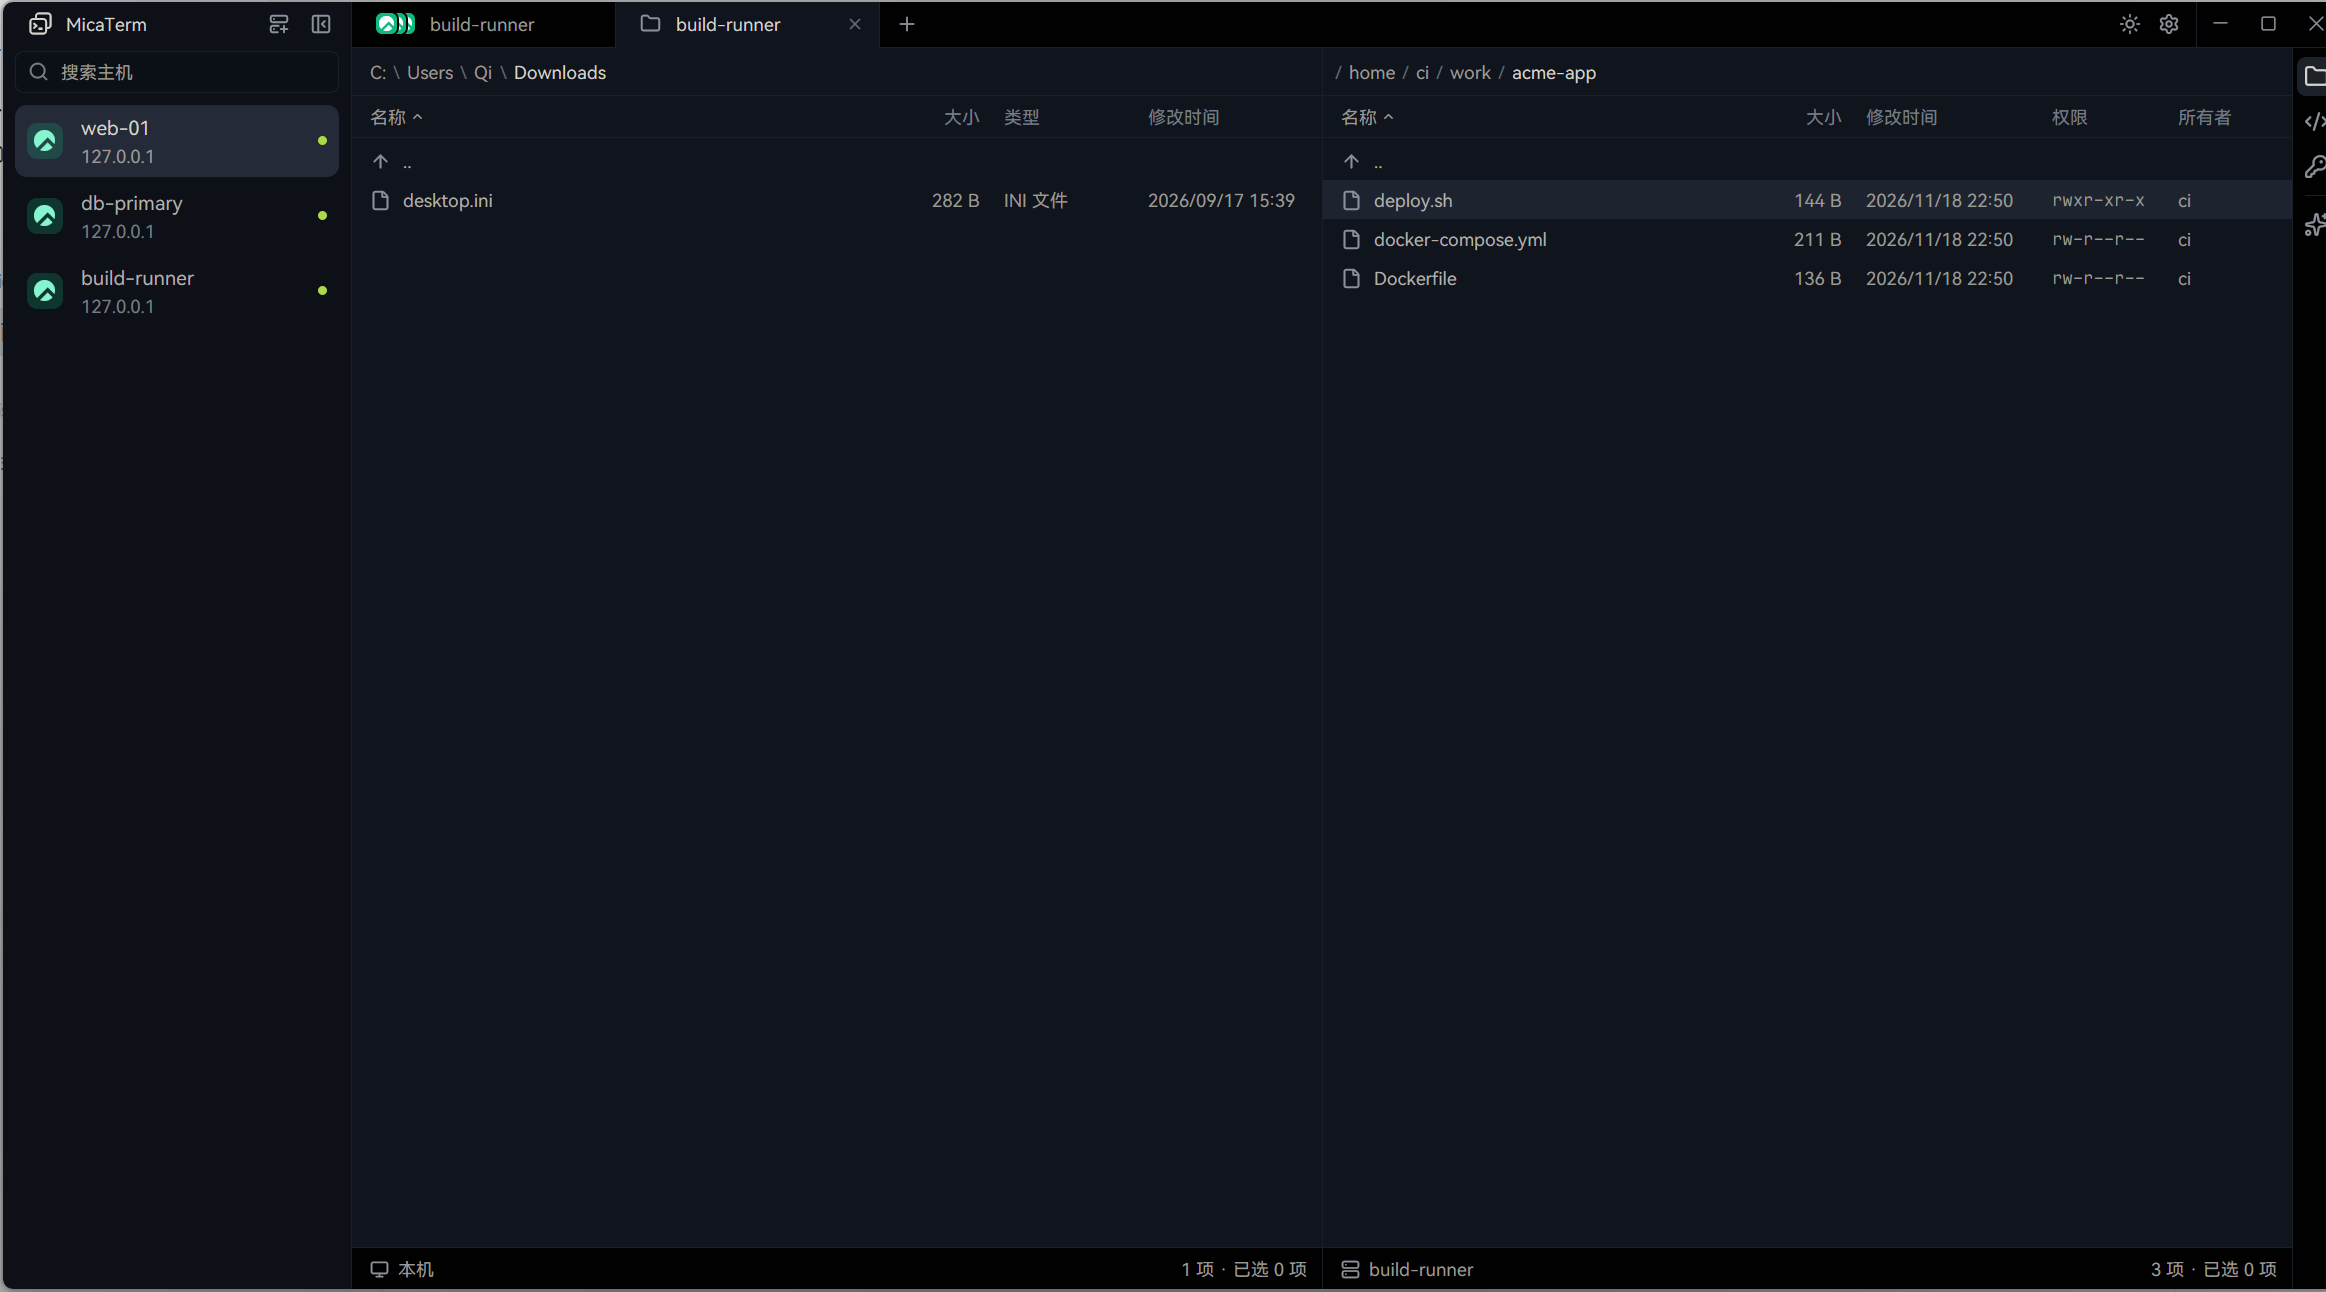 MicaTerm
搜索主机
web-01
127.0.0.1
db-primary
127.0.0.1
build-runner
127.0.0.1
build-runner
build-runner
C: \ Users \ Qi \ Downloads
名称 大小 类型 修改时间
..
desktop.ini 282 B INI 文件 2026/09/17 15:39
本机 1 项 · 已选 0 项
/ home / ci / work / acme-app
名称 大小 修改时间 权限 所有者
..
deploy.sh 144 B 2026/11/18 22:50 rwxr-xr-x ci
docker-compose.yml 211 B 2026/11/18 22:50 rw-r--r-- ci
Dockerfile 136 B 2026/11/18 22:50 rw-r--r-- ci
build-runner 3 项 · 已选 0 项